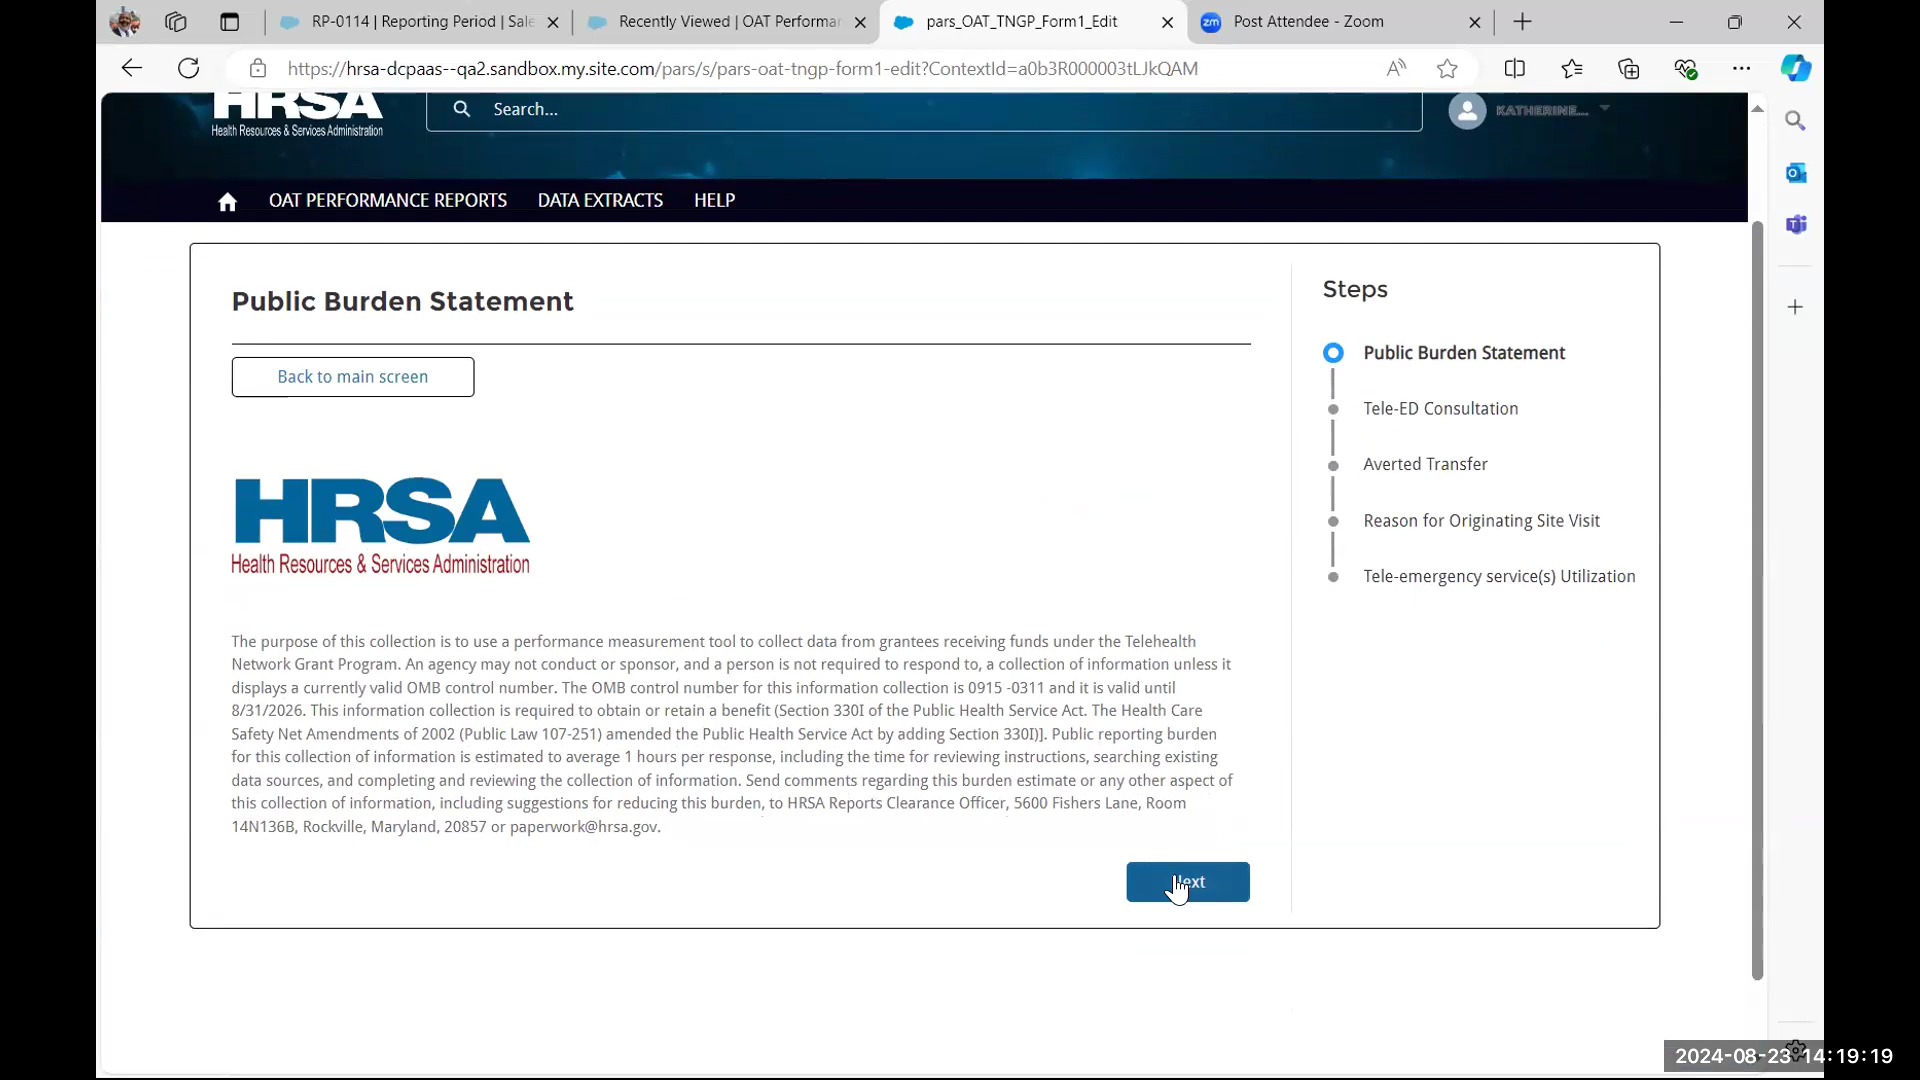 RP-0114 | Reporting Period | Sale
Recently Viewed | OAT Performan
pars_OAT_TNGP_Form1_Edit
zm
Post Attendee - Zoom
https://hrsa-dcpaas--qa2.sandbox.my.site.com/pars/s/pars-oat-tngp-form1-edit?ContextId=a0b3R000003tLJkQAM
HRSA
Health Resources & Services Administration
Search...
KATHERINE...
OAT PERFORMANCE REPORTS
DATA EXTRACTS
HELP
Public Burden Statement
Back to main screen
HRSA
Health Resources & Services Administration
The purpose of this collection is to use a performance measurement tool to collect data from grantees receiving funds under the Telehealth
Network Grant Program. An agency may not conduct or sponsor, and a person is not required to respond to, a collection of information unless it
displays a currently valid OMB control number. The OMB control number for this information collection is 0915 -0311 and it is valid until
8/31/2026. This information collection is required to obtain or retain a benefit (Section 330I of the Public Health Service Act. The Health Care
Safety Net Amendments of 2002 (Public Law 107-251) amended the Public Health Service Act by adding Section 330I)]. Public reporting burden
for this collection of information is estimated to average 1 hours per response, including the time for reviewing instructions, searching existing
data sources, and completing and reviewing the collection of information. Send comments regarding this burden estimate or any other aspect of
this collection of information, including suggestions for reducing this burden, to HRSA Reports Clearance Officer, 5600 Fishers Lane, Room
14N136B, Rockville, Maryland, 20857 or paperwork@hrsa.gov.
Next
Steps
Public Burden Statement
Tele-ED Consultation
Averted Transfer
Reason for Originating Site Visit
Tele-emergency service(s) Utilization
2024-08-23 14:19:19